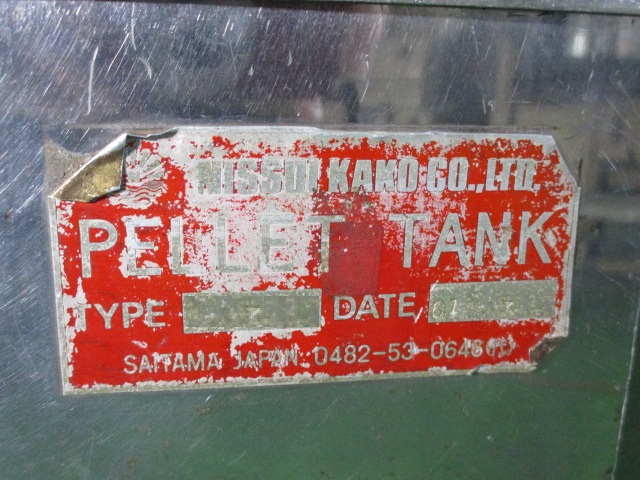 NISSUI KAKO CO.,LTD.
PELLET TANK
TYPE DATE
SAITAMA JAPAN 0482-53-0646